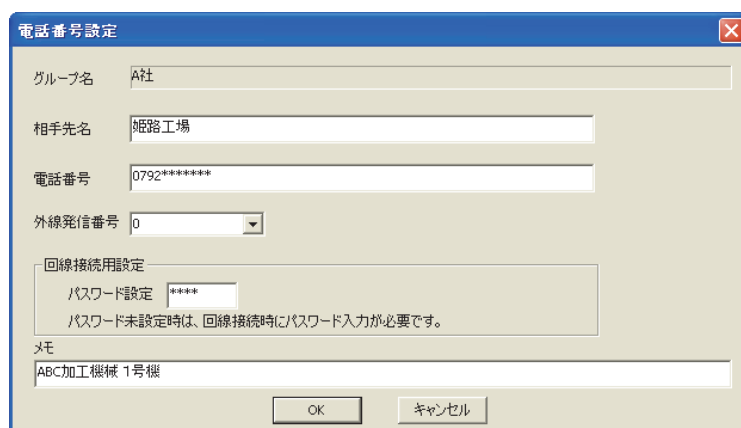 電話番号設定
グループ名 A社
相手先名 姫路工場
電話番号 0792*******
外線発信番号 0
回線接続用設定
パスワード設定 ****
パスワード未設定時は、回線接続時にパスワード入力が必要です。
メモ
ABC加工機械 1号機
OK キャンセル